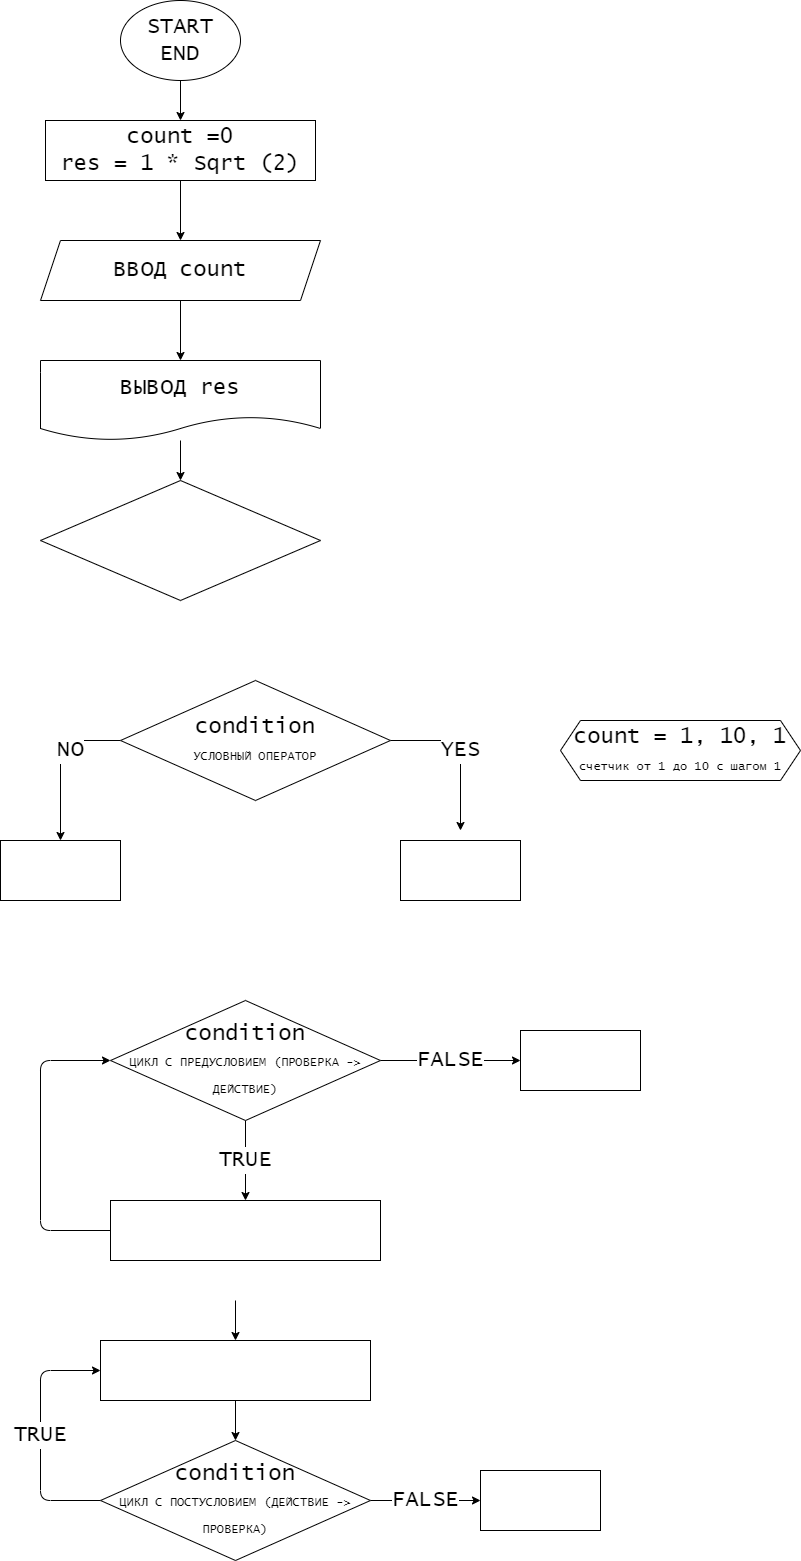 START
END
count =0
res = 1 * Sqrt (2)
ВВОД count
ВЫВОД res
condition
УСЛОВНЫЙ ОПЕРАТОР
NO
YES
count = 1, 10, 1
счетчик от 1 до 10 с шагом 1
condition
ЦИКЛ С ПРЕДУСЛОВИЕМ (ПРОВЕРКА ->
ДЕЙСТВИЕ)
FALSE
TRUE
TRUE
condition
ЦИКЛ С ПОСТУСЛОВИЕМ (ДЕЙСТВИЕ ->
ПРОВЕРКА)
FALSE